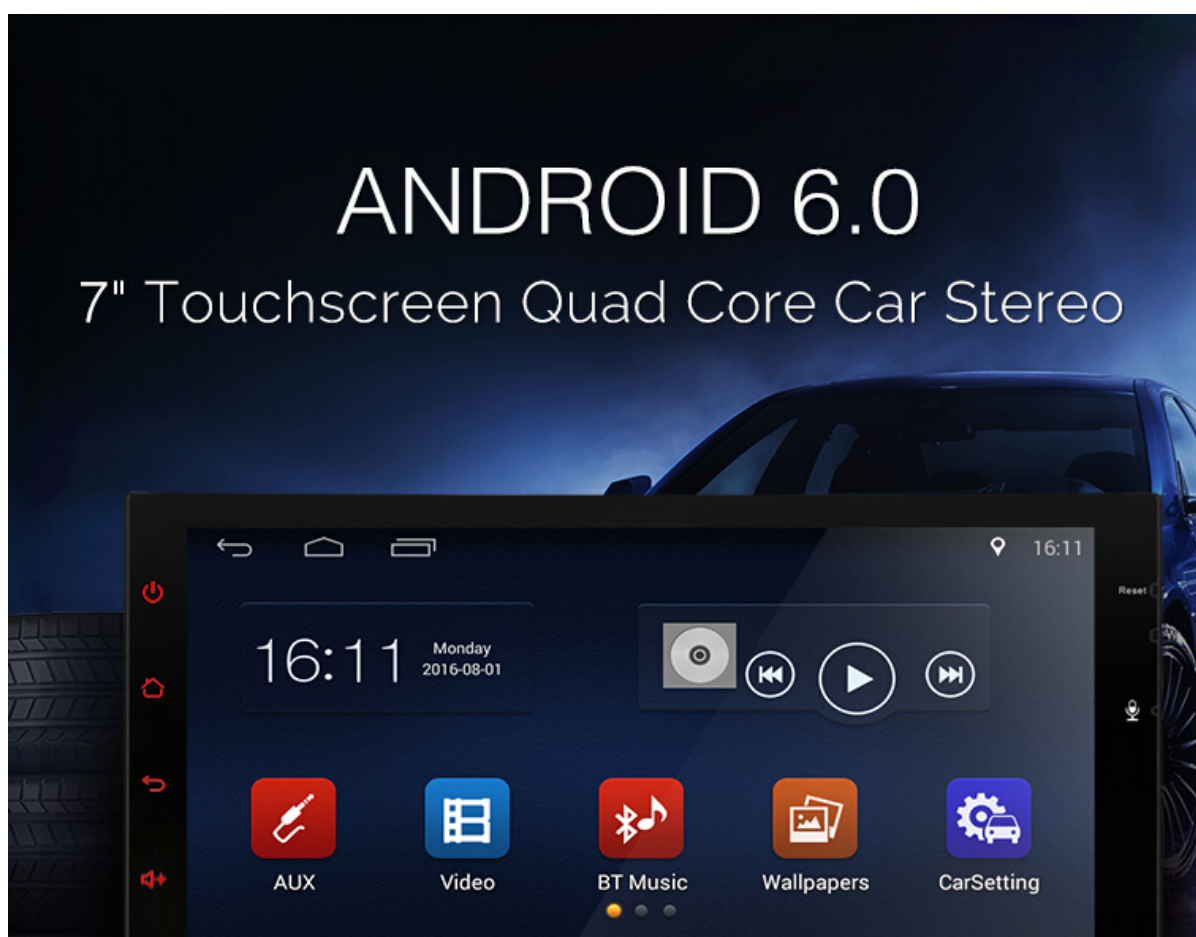 ANDROID 6.0
7" Touchscreen Quad Core Car Stereo
16:11
Reset
16:11
Monday
2016-08-01
AUX
Video
BT Music
Wallpapers
CarSetting